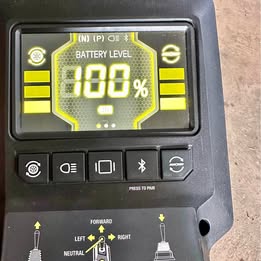 (N) (P)
BATTERY LEVEL
100%
PRESS TO PAIR
FORWARD
LEFT RIGHT
NEUTRAL